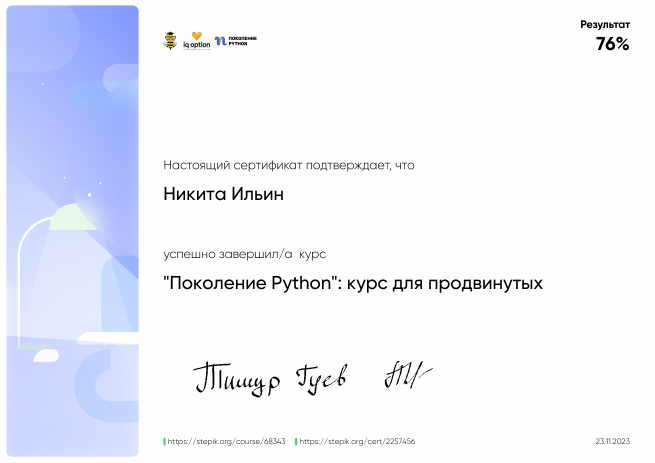 Результат
76%
iq option
ПОКОЛЕНИЕ
PYTHON
Настоящий сертификат подтверждает, что
Никита Ильин
успешно завершил/а курс
"Поколение Python": курс для продвинутых
Тимур Гуев
https://stepik.org/course/68343 https://stepik.org/cert/2257456
23.11.2023